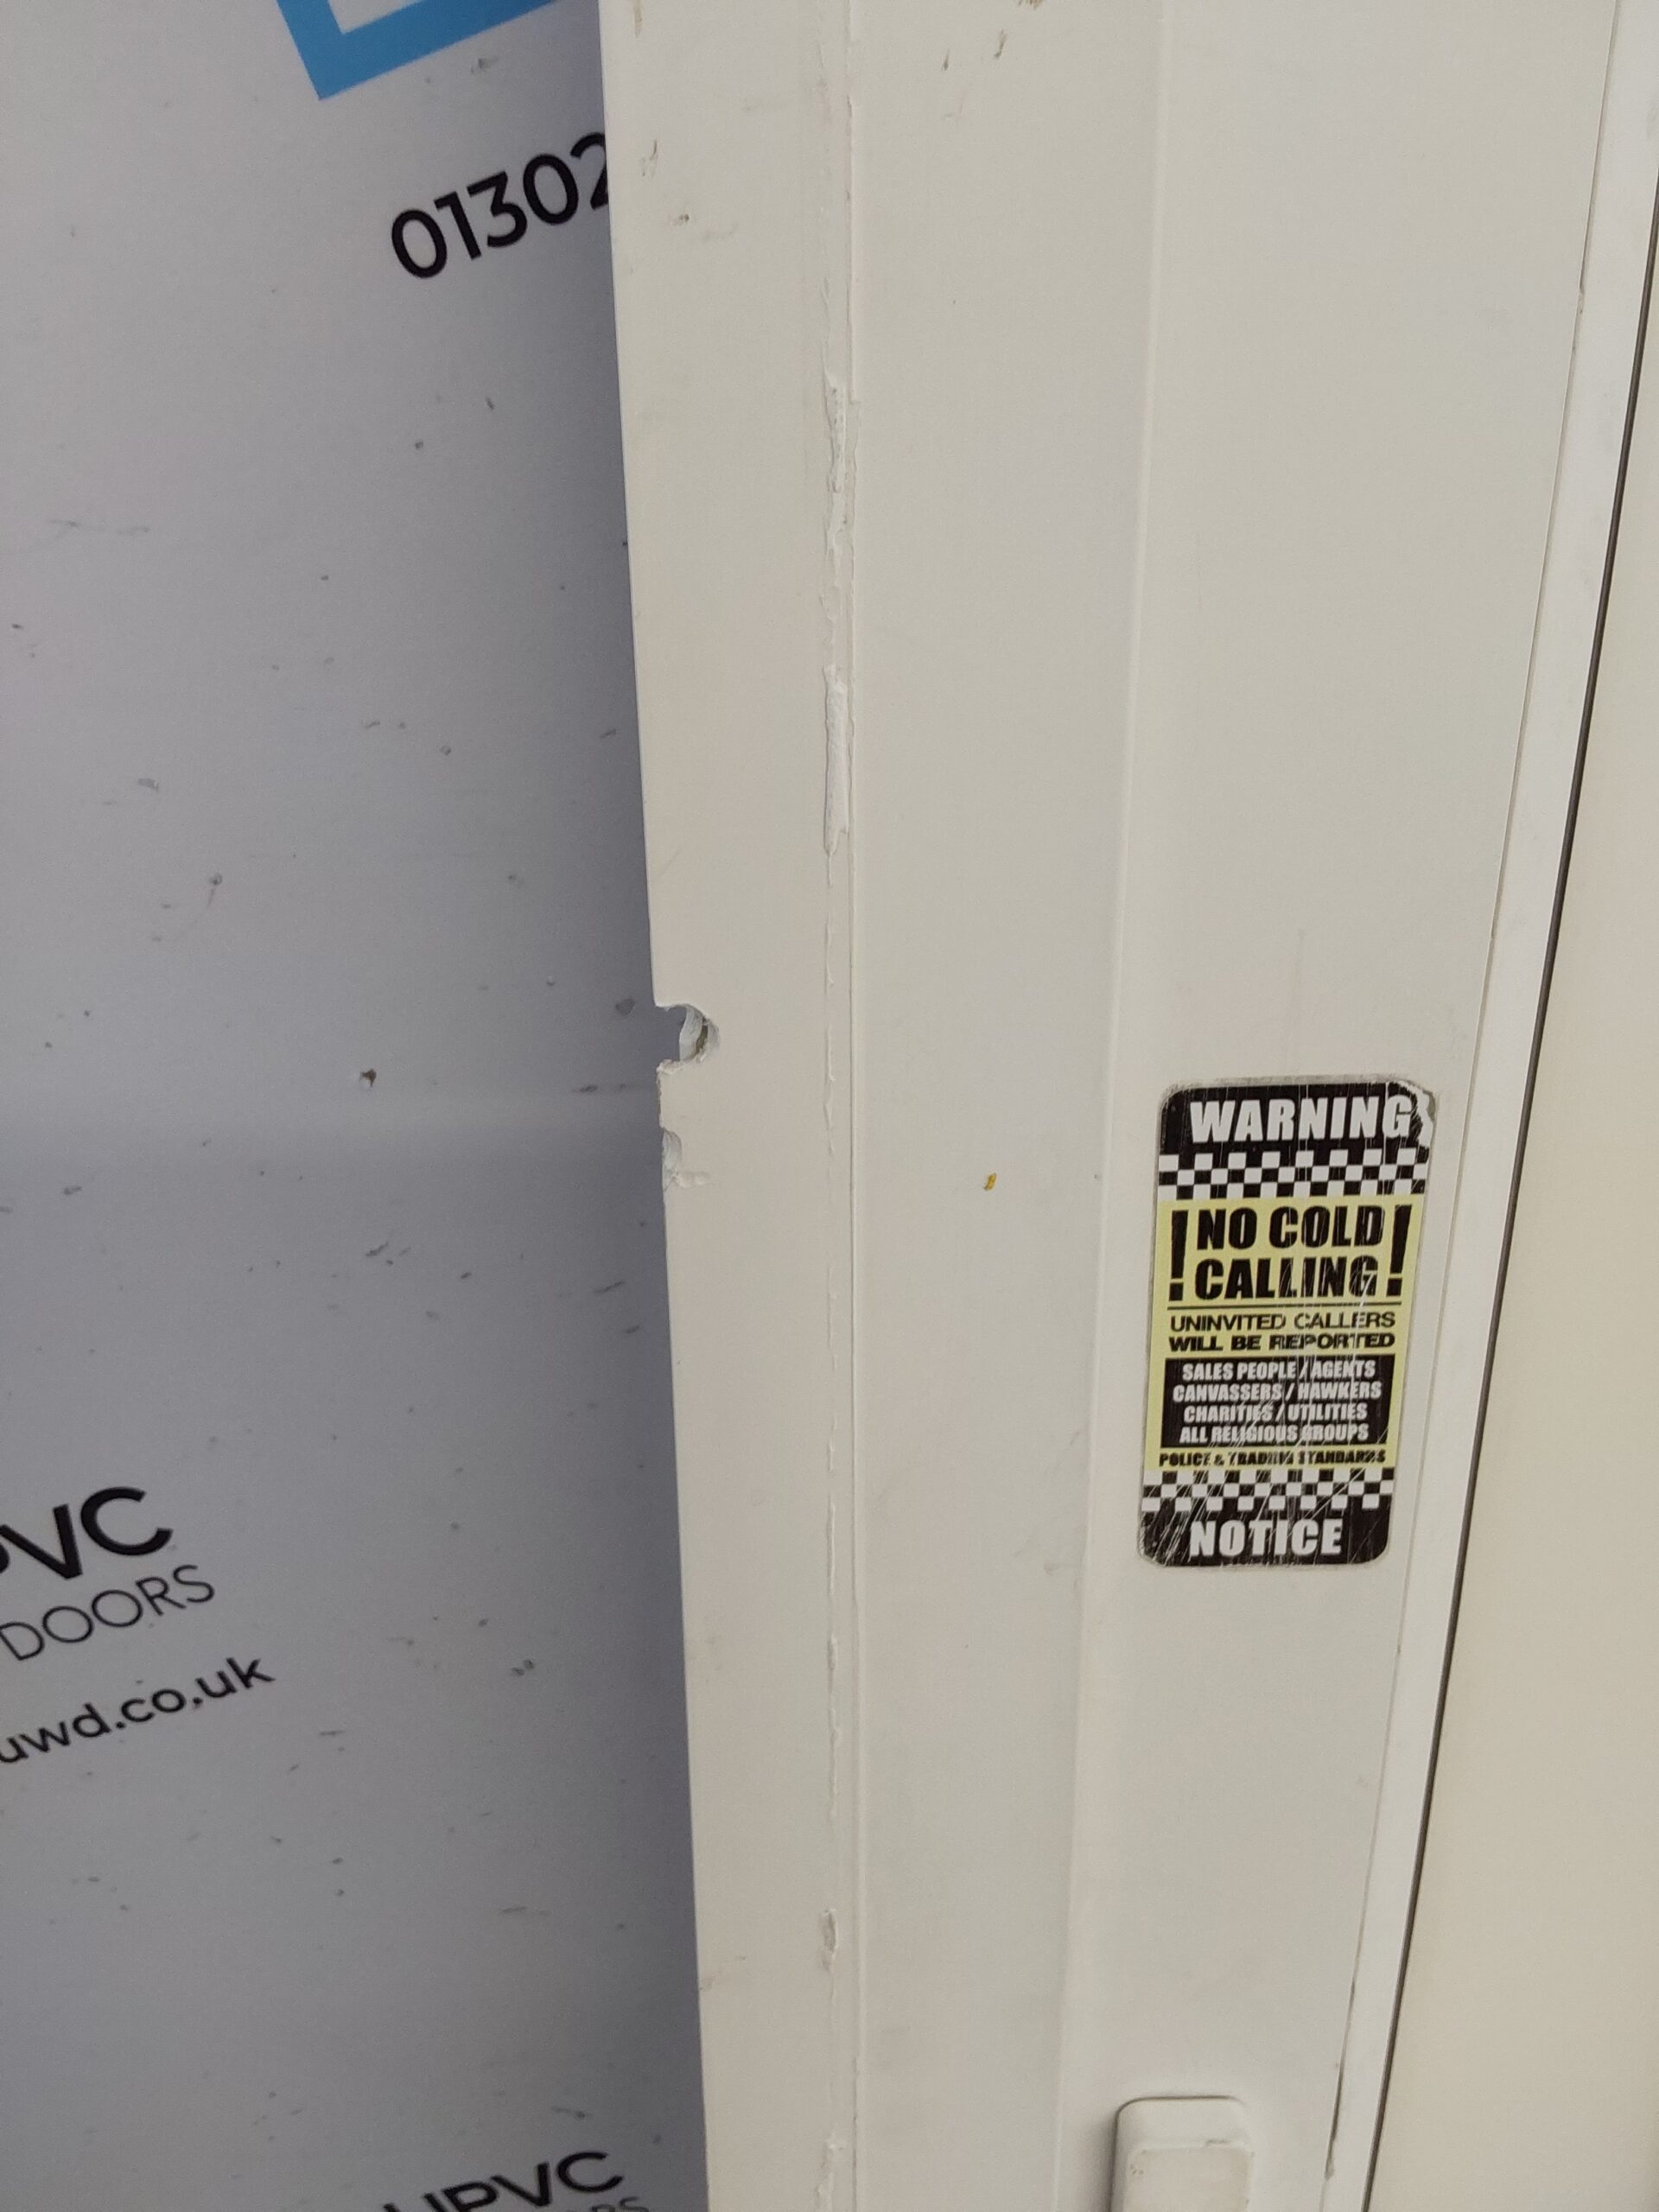 01302
WARNING
! NO COLD
CALLING !
UNINVITED CALLERS
WILL BE REPORTED
SALES PEOPLE / AGENTS
CANVASSERS / HAWKERS
CHARITIES / UTILITIES
ALL RELIGIOUS GROUPS
POLICE & TRADING STANDARDS
NOTICE
PVC
DOORS
uwd.co.uk
UPVC